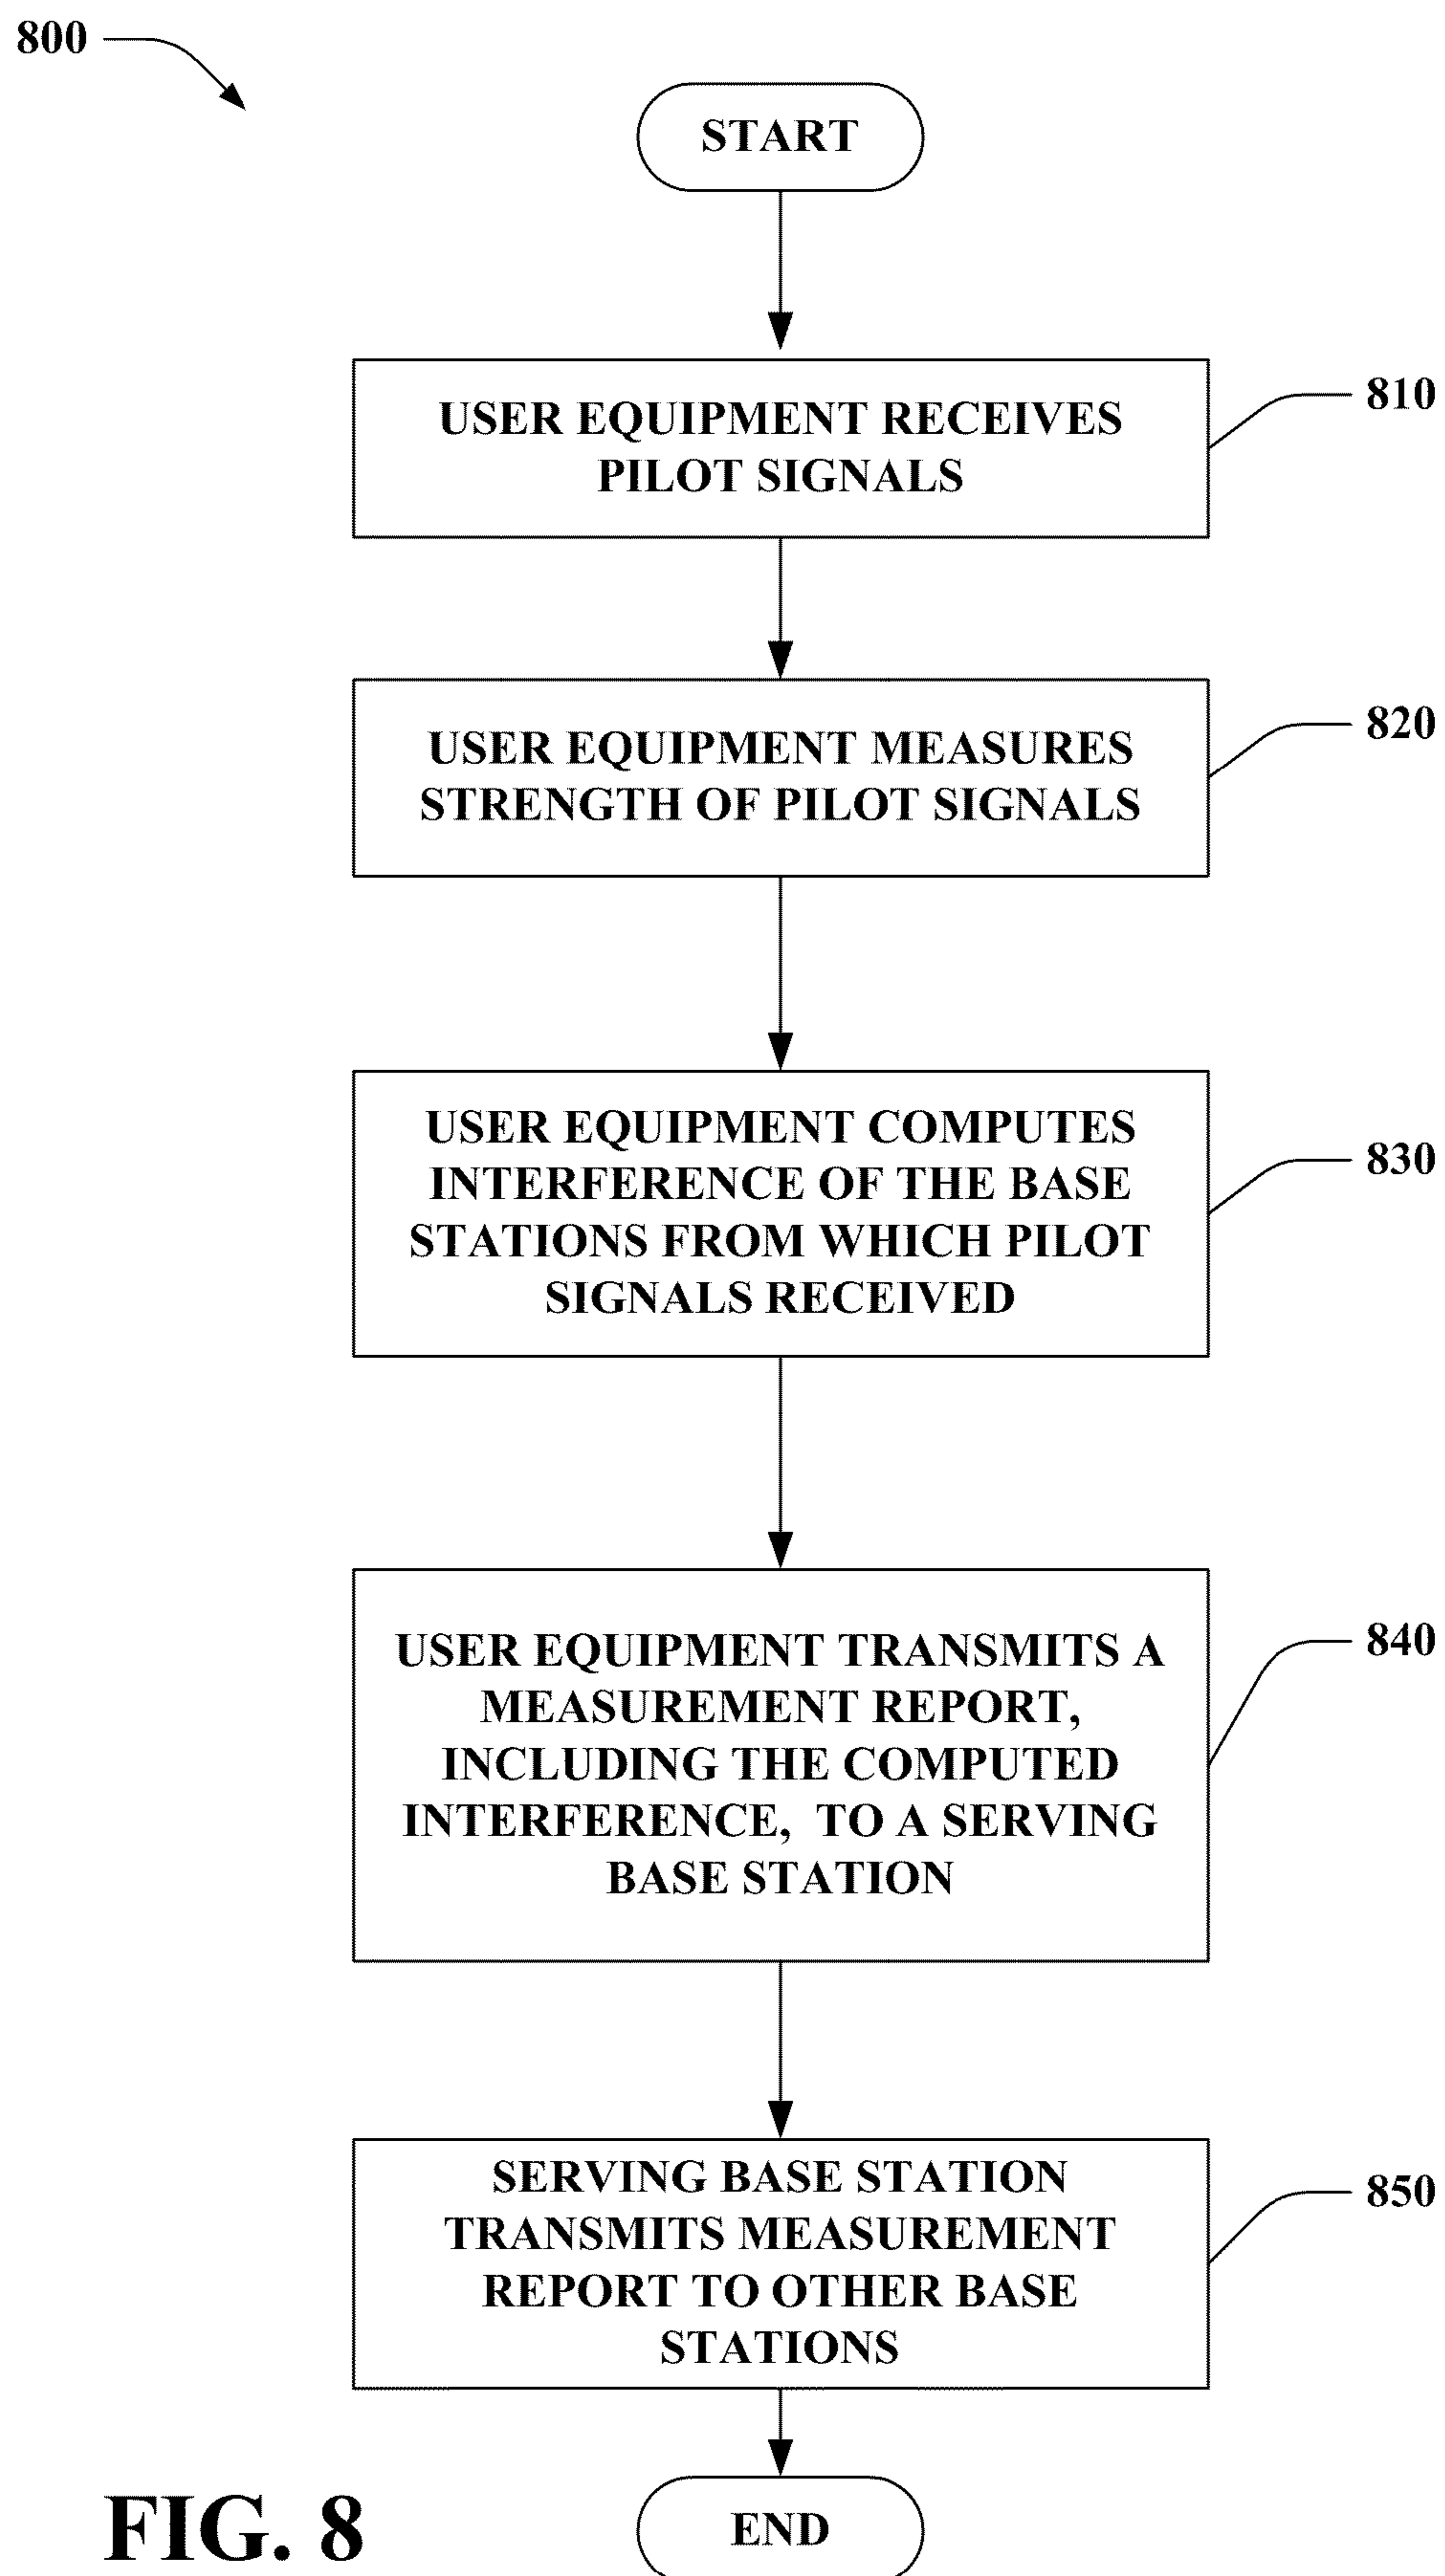 800
START
USER EQUIPMENT RECEIVES
PILOT SIGNALS
810
USER EQUIPMENT MEASURES
STRENGTH OF PILOT SIGNALS
820
USER EQUIPMENT COMPUTES
INTERFERENCE OF THE BASE
STATIONS FROM WHICH PILOT
SIGNALS RECEIVED
830
USER EQUIPMENT TRANSMITS A
MEASUREMENT REPORT,
INCLUDING THE COMPUTED
INTERFERENCE, TO A SERVING
BASE STATION
840
SERVING BASE STATION
TRANSMITS MEASUREMENT
REPORT TO OTHER BASE
STATIONS
850
END
FIG. 8